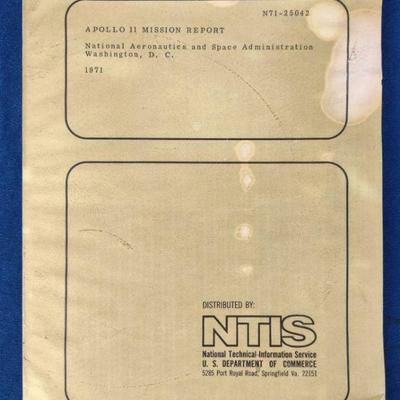 N71-25042
APOLLO 11 MISSION REPORT
National Aeronautics and Space Administration
Washington, D. C.
1971
DISTRIBUTED BY:
NTIS
National Technical Information Service
U. S. DEPARTMENT OF COMMERCE
5285 Port Royal Road, Springfield Va. 22151